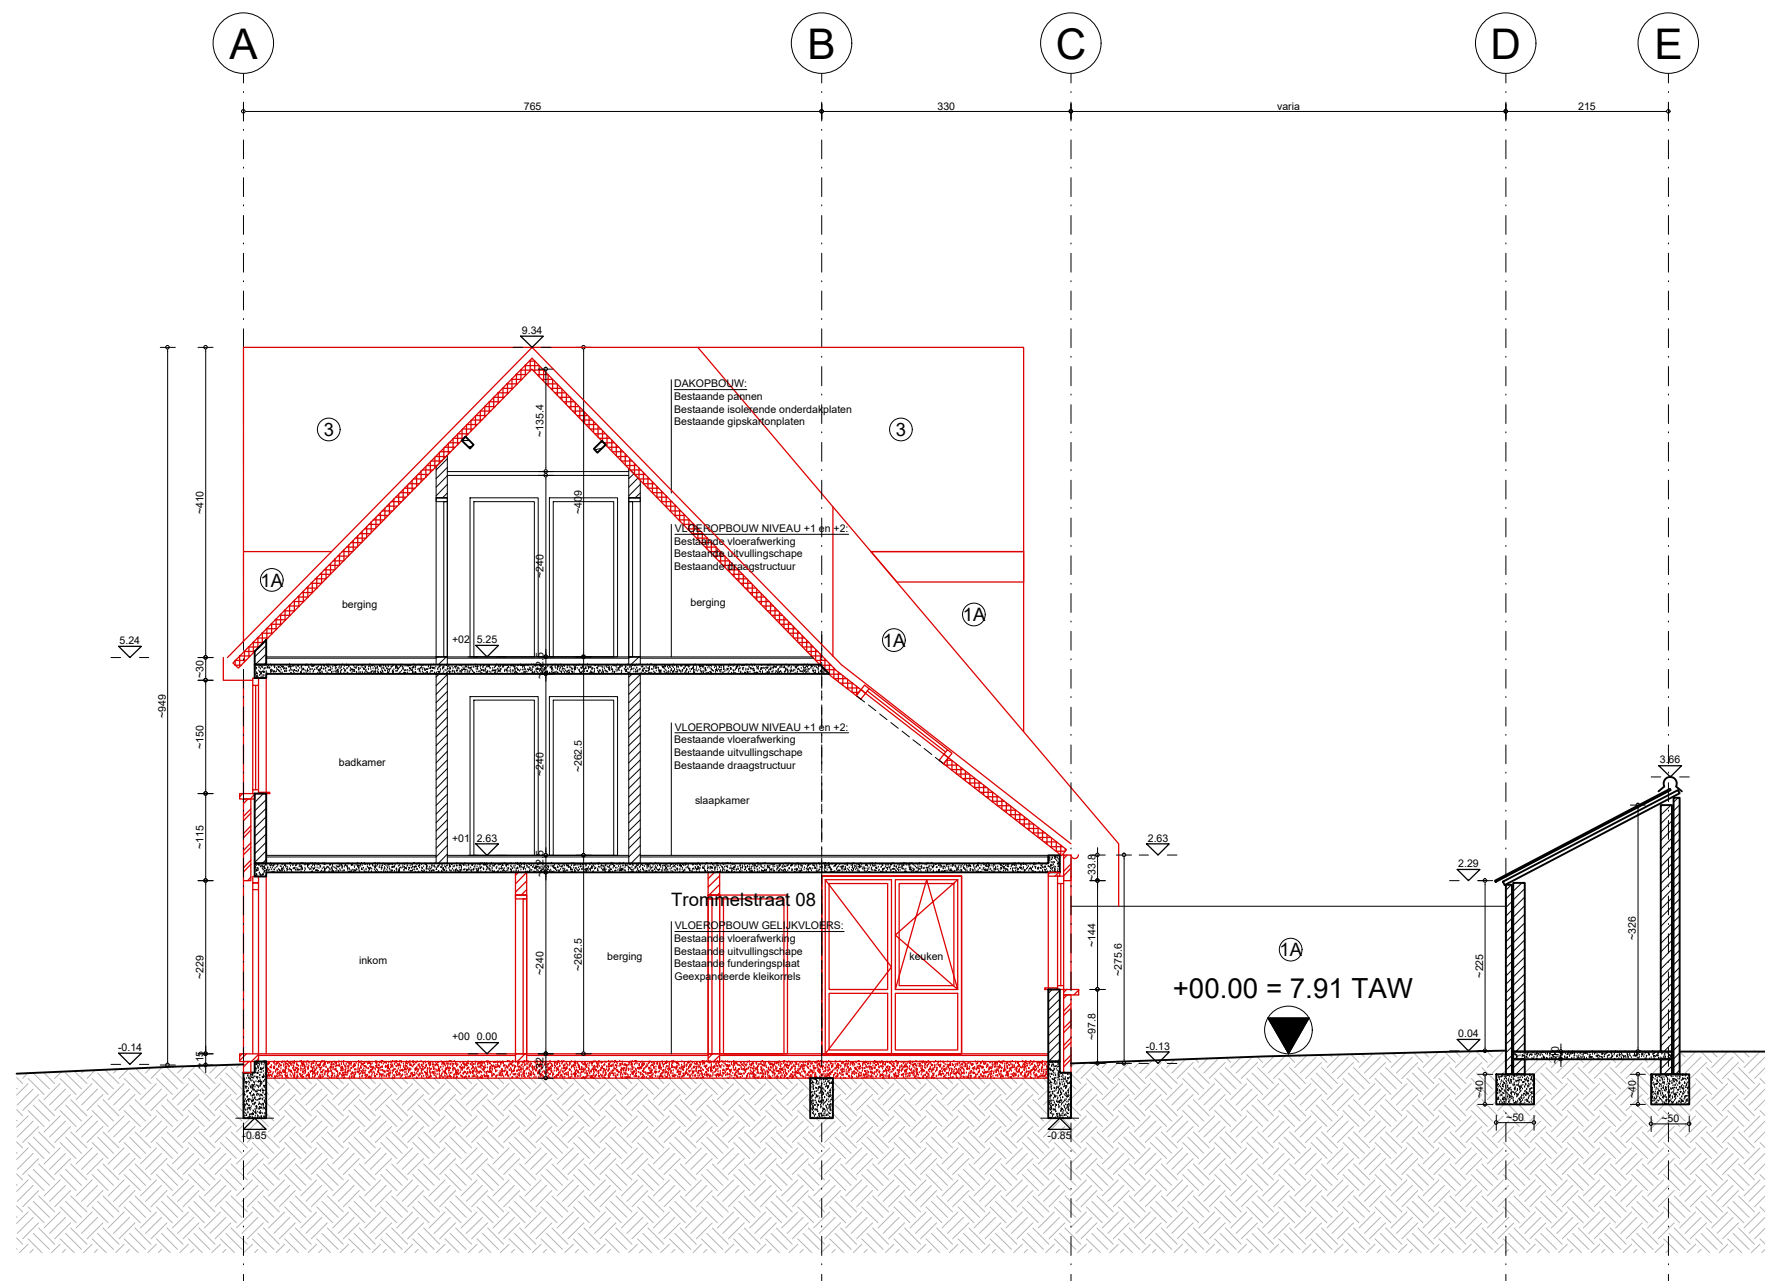 A B C D E
765 330 varia 215
9.34
DAKOPBOUW:
Bestaande pannen
Bestaande isolerende onderdakplaten
Bestaande gipskartonplaten
3 3
~135.4
~410 ~409
VLOEROPBOUW NIVEAU +1 en +2:
Bestaande vloerafwerking
Bestaande uitvullingschape
Bestaande draagstructuur
~240
1A
berging berging
1A 1A
5.24
+02 5.25
~30
~949
VLOEROPBOUW NIVEAU +1 en +2:
Bestaande vloerafwerking
Bestaande uitvullingschape
Bestaande draagstructuur
~150 ~240 ~262.5
badkamer
3.66
slaapkamer
~115
+01 2.63
2.63
2.29
~33.8
Trommelstraat 08
VLOEROPBOUW GELIJKVLOERS:
Bestaande vloerafwerking
Bestaande uitvullingschape
Bestaande funderingsplaat
Geexpandeerde kleikorrels
~229
inkom
~240 ~262.5
berging
keuken
~144
~275.6
1A
~225
~326
+00.00 = 7.91 TAW
~97.8
+00 0.00
-0.14
~15
-0.13
0.04
~40 ~40
~50 ~50
-0.85 -0.85